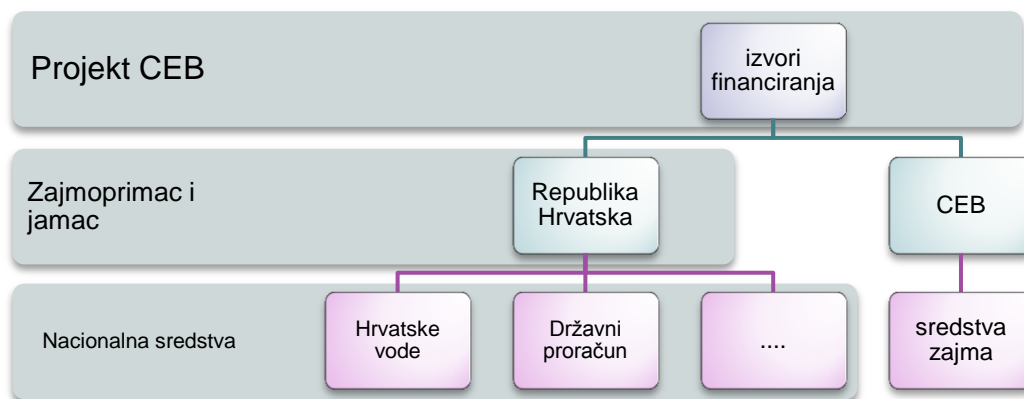 Projekt CEB
izvori
financiranja
Zajmoprimac i
jamac
Republika
Hrvatska
CEB
Nacionalna sredstva
Hrvatske
vode
Državni
proračun
....
sredstva
zajma